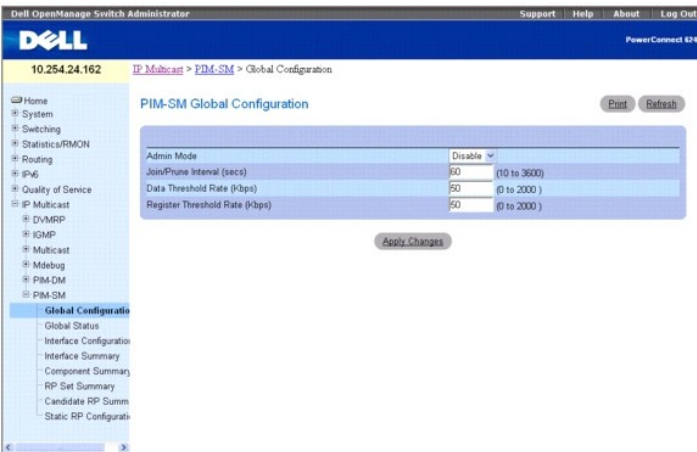 Dell OpenManage Switch Administrator
Support Help About Log Out
DELL
PowerConnect 624
10.254.24.162
IP Multicast > PIM-SM > Global Configuration
Home
System
Switching
Statistics/RMON
Routing
IPv6
Quality of Service
IP Multicast
DVMRP
IGMP
Multicast
Mdebug
PIM-DM
PIM-SM
Global Configuratio
Global Status
Interface Configuration
Interface Summary
Component Summary
RP Set Summary
Candidate RP Summ
Static RP Configurati
PIM-SM Global Configuration
Print Refresh
Admin Mode Disable
Join/Prune Interval (secs) 60 (10 to 3600)
Data Threshold Rate (Kbps) 50 (0 to 2000 )
Register Threshold Rate (Kbps) 50 (0 to 2000 )
Apply Changes